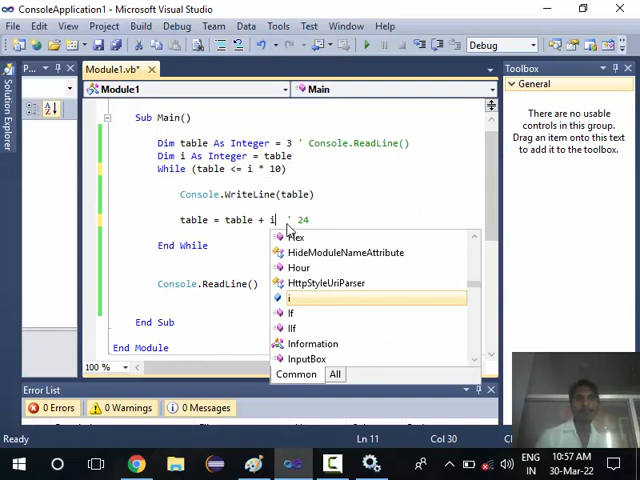 ConsoleApplication1 - Microsoft Visual Studio
File Edit View Project Build Debug Team Data Tools Test Window Help
Debug
Solution Explorer
P...
Module1.vb*
Module1
Main
Sub Main()
Dim table As Integer = 3 ' Console.ReadLine()
Dim i As Integer = table
While (table <= i * 10)
Console.WriteLine(table)
table = table + i ' 24
End While
Console.ReadLine()
End Sub
End Module
Hex
HideModuleNameAttribute
Hour
HttpStyleUriParser
i
If
IIf
Information
InputBox
Common All
100 %
Toolbox
General
There are no usable
controls in this group.
Drag an item onto this text
to add it to the toolbox.
Error List
0 Errors 0 Warnings 0 Messages
Ready Ln 11 Col 30
ENG
IN
10:57 AM
30-Mar-22